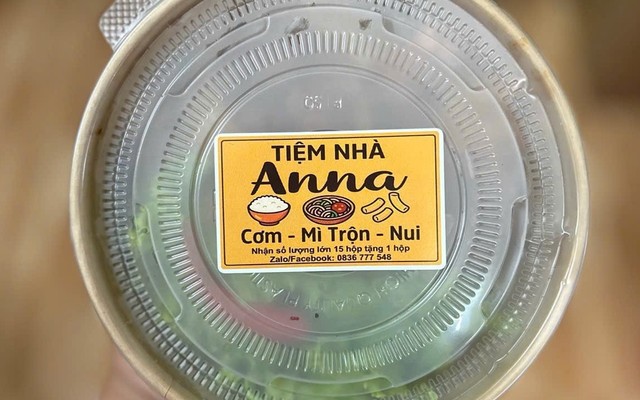 TIỆM NHÀ
Anna
Cơm - Mì Trộn - Nui
Nhận số lượng lớn 15 hộp tặng 1 hộp
Zalo/Facebook: 0836 777 548